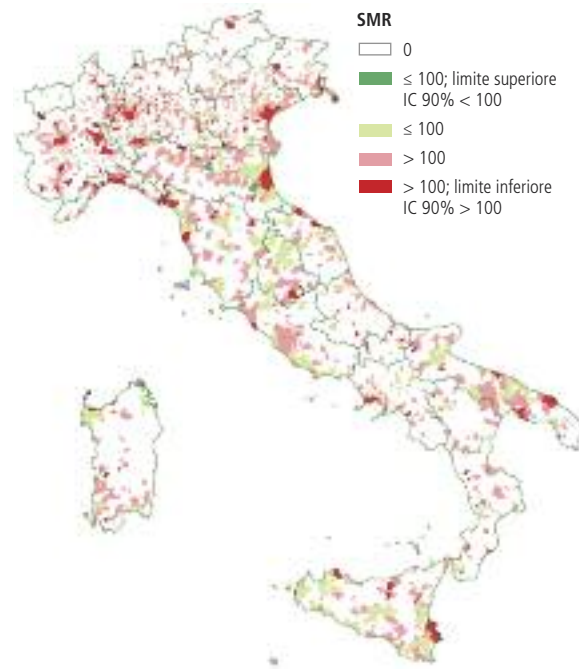 SMR
0
≤ 100; limite superiore
IC 90% < 100
≤ 100
> 100
> 100; limite inferiore
IC 90% > 100